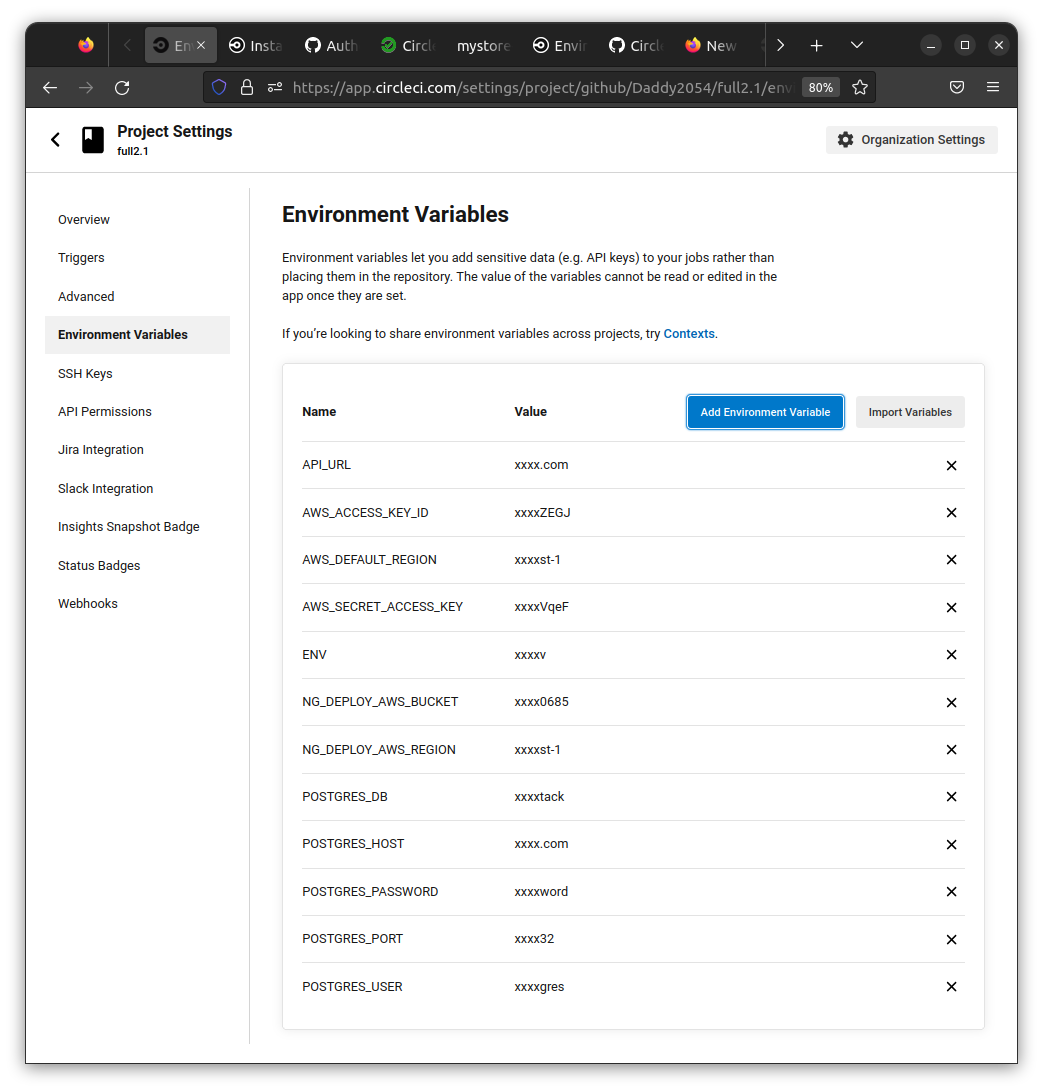 En
Insta
Auth
Circl
mystore
Envir
Circl
New
https://app.circleci.com/settings/project/github/Daddy2054/full2.1/env
80%
Project Settings
full2.1
Organization Settings
Overview
Triggers
Advanced
Environment Variables
SSH Keys
API Permissions
Jira Integration
Slack Integration
Insights Snapshot Badge
Status Badges
Webhooks
Environment Variables
Environment variables let you add sensitive data (e.g. API keys) to your jobs rather than
placing them in the repository. The value of the variables cannot be read or edited in the
app once they are set.
If you're looking to share environment variables across projects, try Contexts.
Name Value Add Environment Variable Import Variables
API_URL xxxx.com
AWS_ACCESS_KEY_ID xxxxZEGJ
AWS_DEFAULT_REGION xxxxst-1
AWS_SECRET_ACCESS_KEY xxxxVqeF
ENV xxxxv
NG_DEPLOY_AWS_BUCKET xxxx0685
NG_DEPLOY_AWS_REGION xxxxst-1
POSTGRES_DB xxxxtack
POSTGRES_HOST xxxx.com
POSTGRES_PASSWORD xxxxword
POSTGRES_PORT xxxx32
POSTGRES_USER xxxxgres